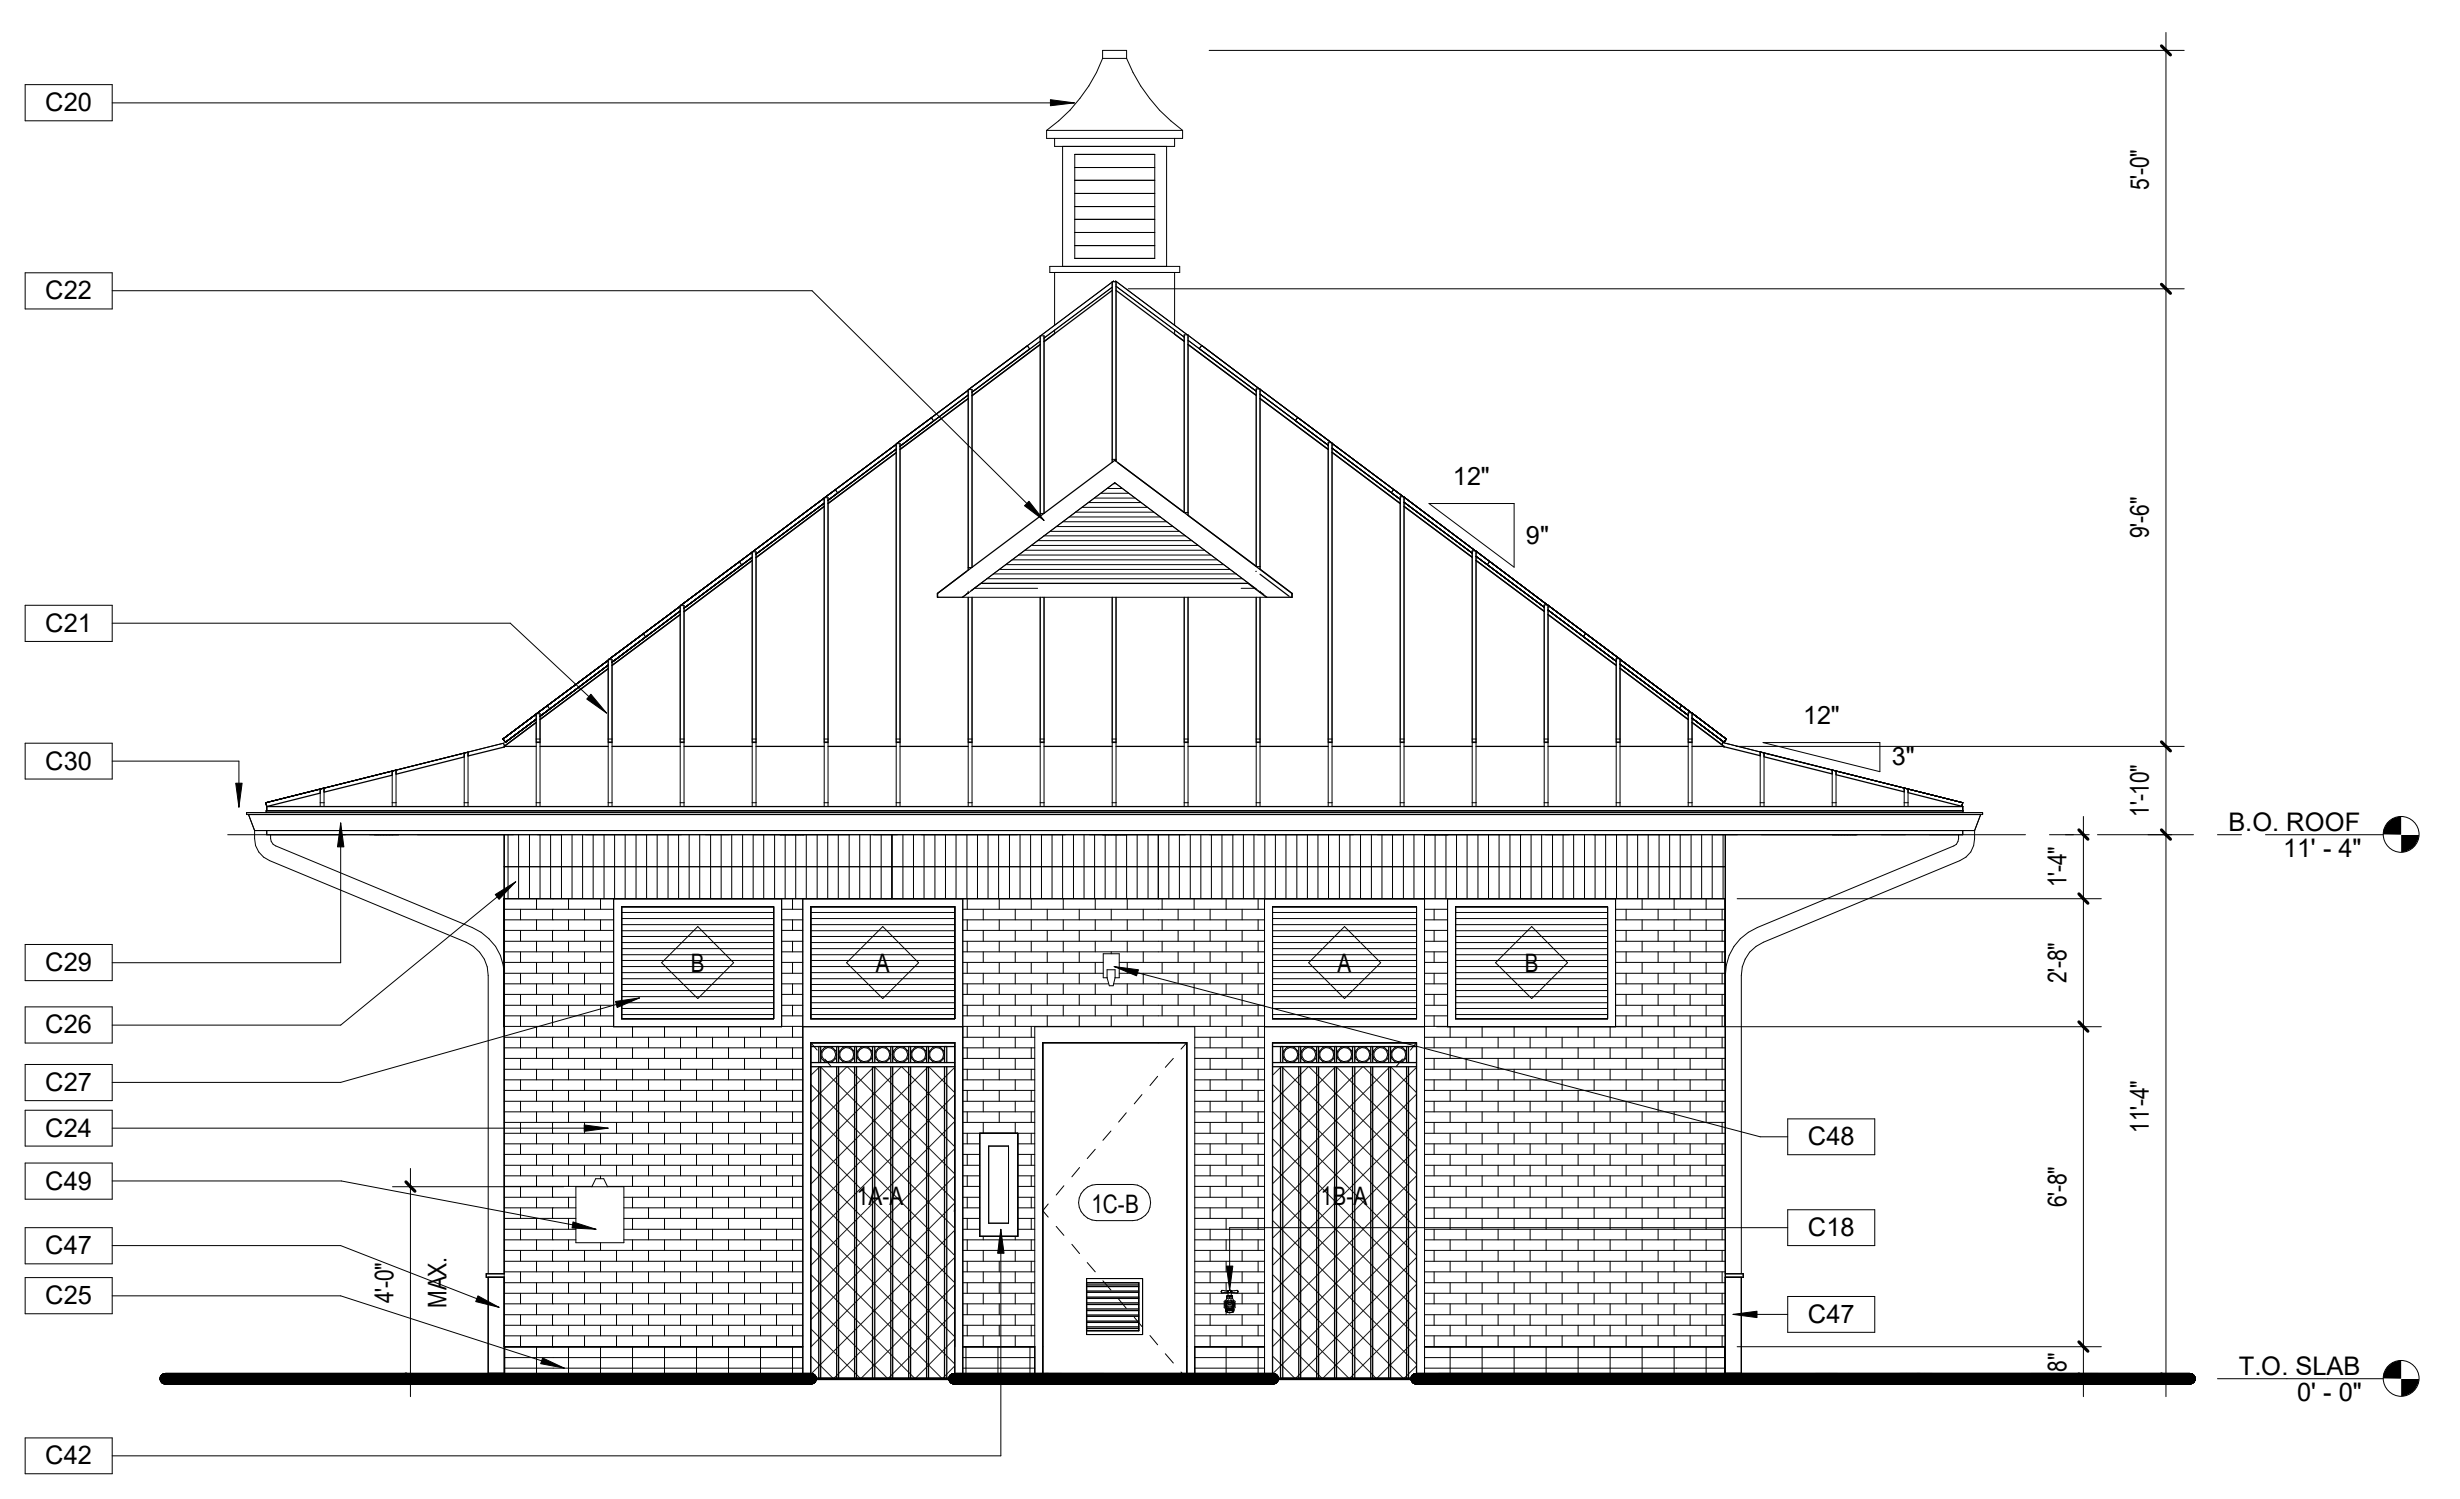 C20
5'-0"
C22
12"
9"
9'-6"
C21
12"
3"
C30
1'-10"
B.O. ROOF
11' - 4"
1'-4"
C29
B
A
A
B
2'-8"
C26
C27
C24
C48
11'-4"
C49
1A-A
1C-B
1B-A
6'-8"
C18
C47
4'-0"
MAX.
C25
C47
8"
T.O. SLAB
0' - 0"
C42